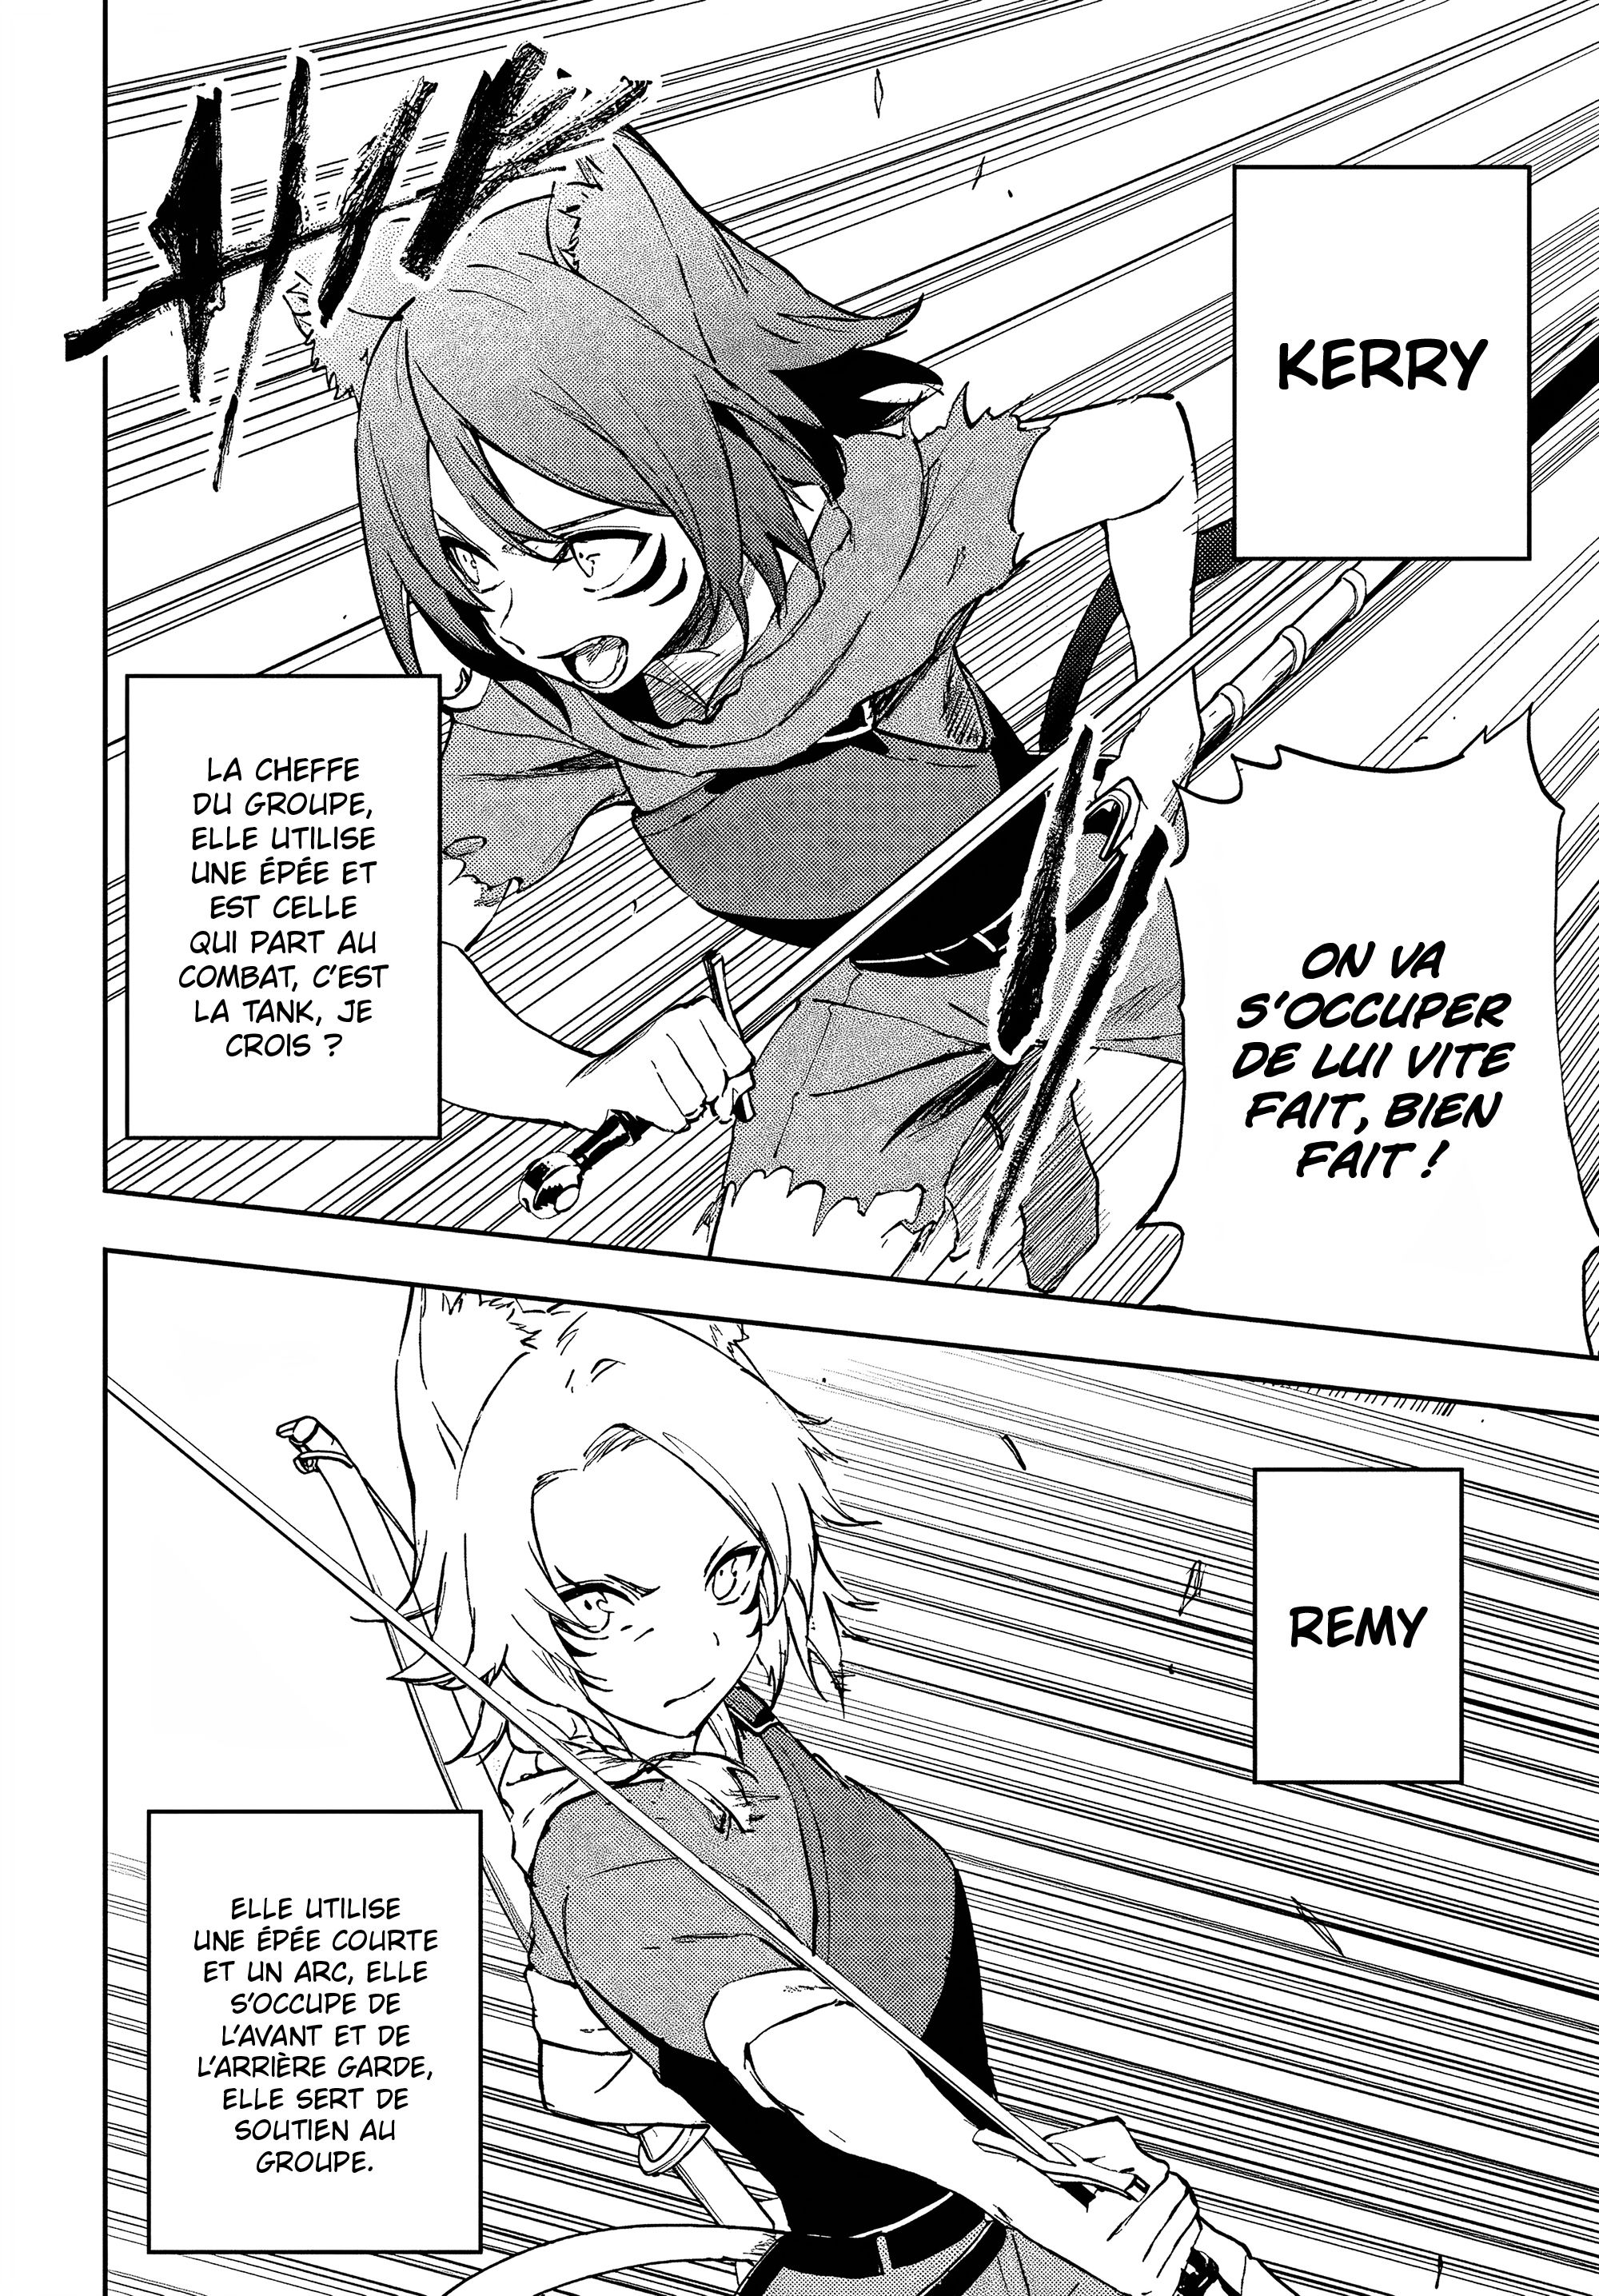 KERRY
LA CHEFFE
DU GROUPE,
ELLE UTILISE
UNE ÉPÉE ET
EST CELLE
QUI PART AU
COMBAT, C'EST
LA TANK, JE
CROIS ?
ON VA
S'OCCUPER
DE LUI VITE
FAIT, BIEN
FAIT !
REMY
ELLE UTILISE
UNE ÉPÉE COURTE
ET UN ARC, ELLE
S'OCCUPE DE
L'AVANT ET DE
L'ARRIÈRE GARDE,
ELLE SERT DE
SOUTIEN AU
GROUPE.